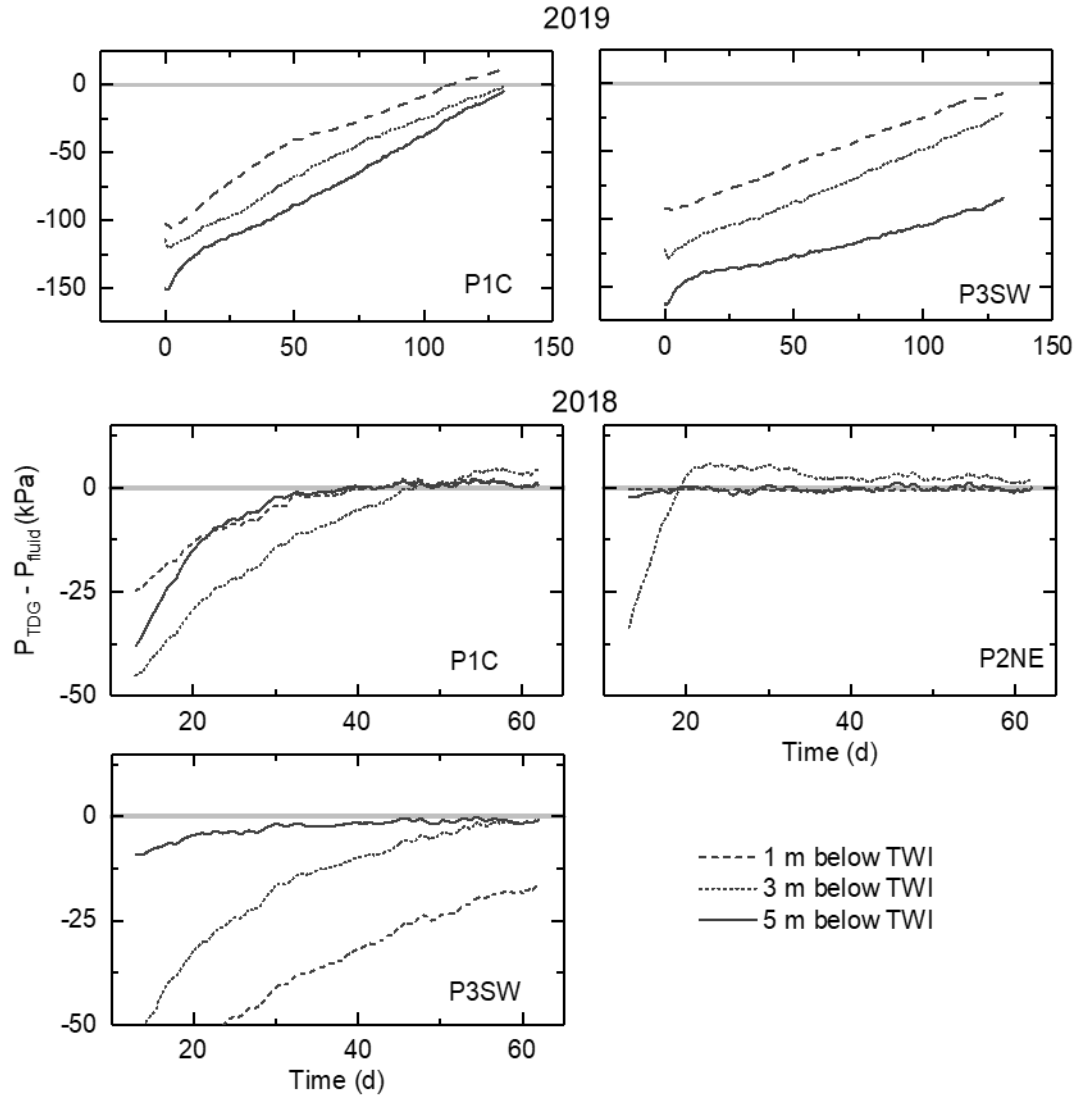 2019
0
-50
-100
-150
P1C
P3SW
0 50 100 150
0 50 100 150
2018
0
-25
-50
P1C
P2NE
20 40 60
20 40 60
Time (d)
P_TDG - P_fluid (kPa)
0
-25
-50
P3SW
20 40 60
Time (d)
1 m below TWI
3 m below TWI
5 m below TWI